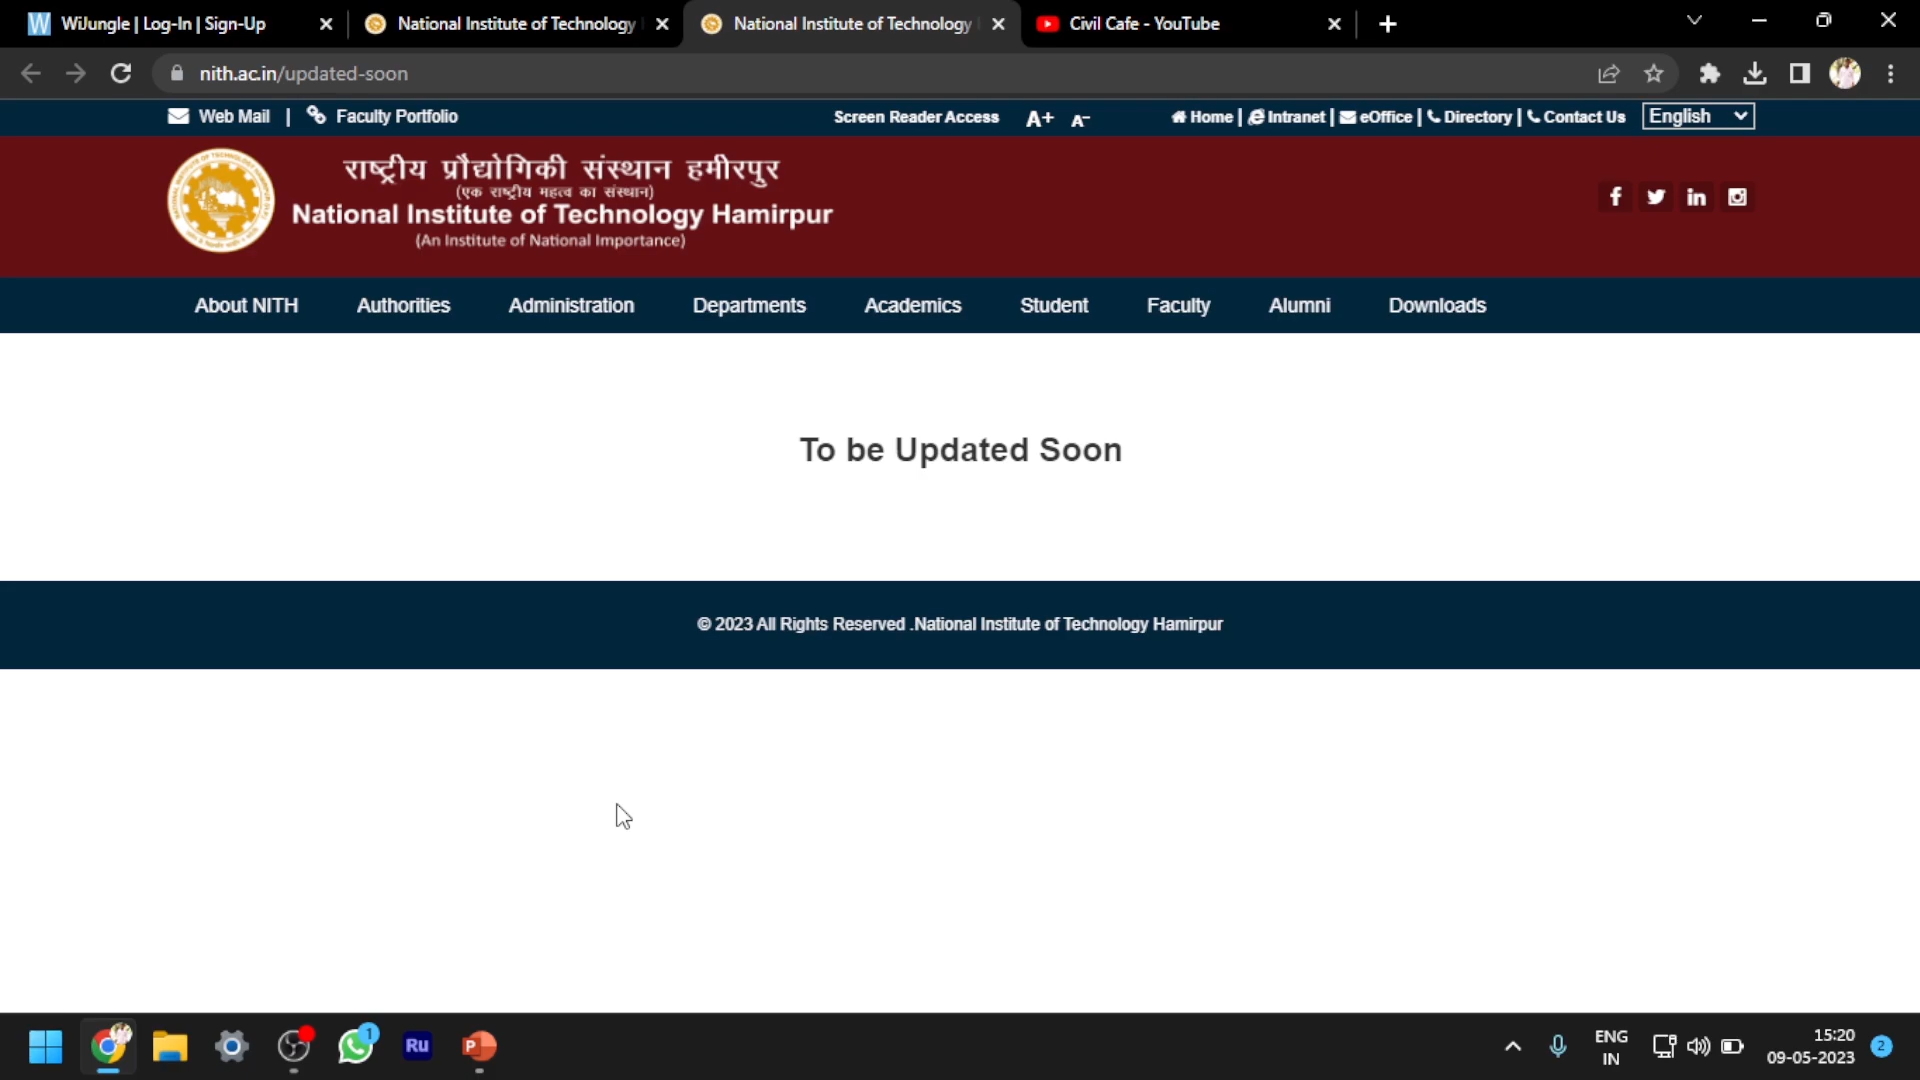 WiJungle | Log-In | Sign-Up
National Institute of Technology
National Institute of Technology
Civil Cafe - YouTube
nith.ac.in/updated-soon
Web Mail | Faculty Portfolio
Screen Reader Access A+ A-
Home | Intranet | eOffice | Directory | Contact Us English
राष्ट्रीय प्रौद्योगिकी संस्थान हमीरपुर
(एक राष्ट्रीय महत्व का संस्थान)
National Institute of Technology Hamirpur
(An Institute of National Importance)
About NITH Authorities Administration Departments Academics Student Faculty Alumni Downloads
To be Updated Soon
© 2023 All Rights Reserved .National Institute of Technology Hamirpur
1
Ru
P
ENG
IN
15:20
09-05-2023
2